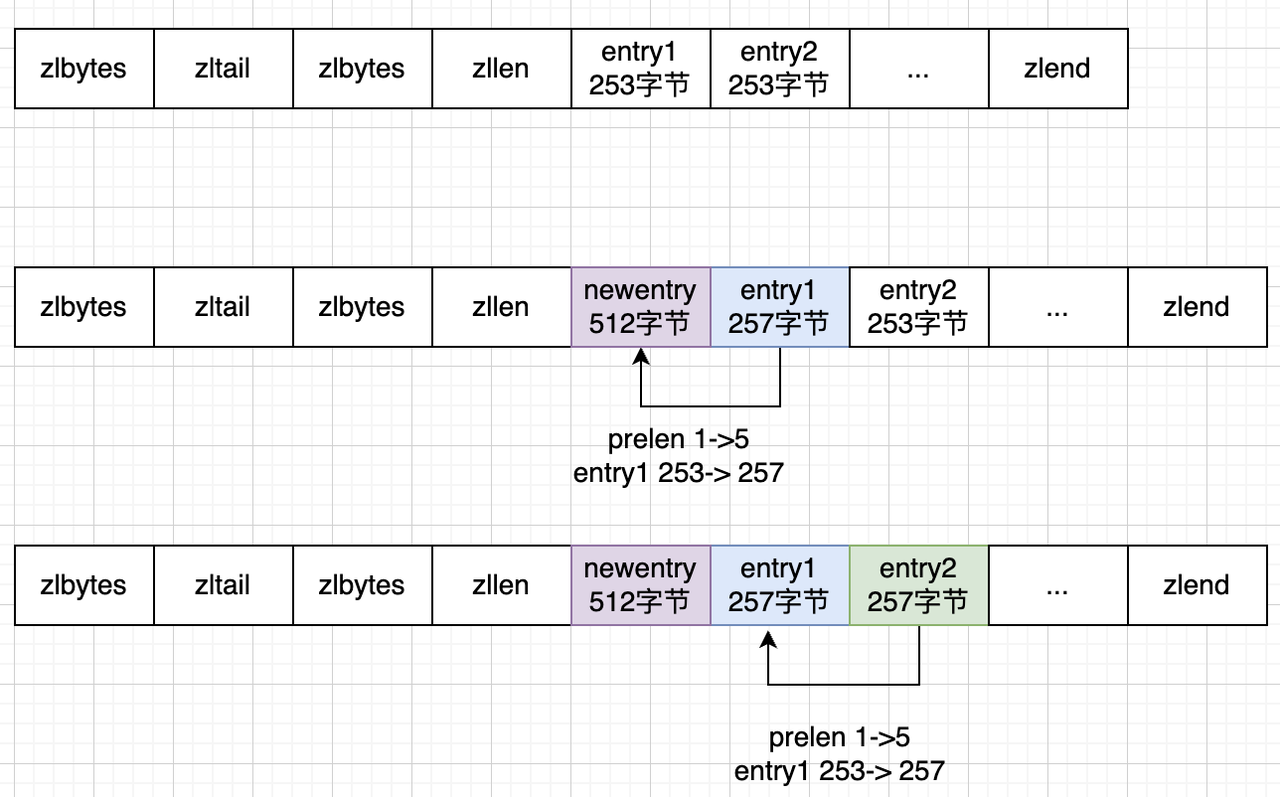 zlbytes
zltail
zlbytes
zllen
entry1
253字节
entry2
253字节
...
zlend
zlbytes
zltail
zlbytes
zllen
newentry
512字节
entry1
257字节
entry2
253字节
...
zlend
prelen 1->5
entry1 253-> 257
zlbytes
zltail
zlbytes
zllen
newentry
512字节
entry1
257字节
entry2
257字节
...
zlend
prelen 1->5
entry1 253-> 257